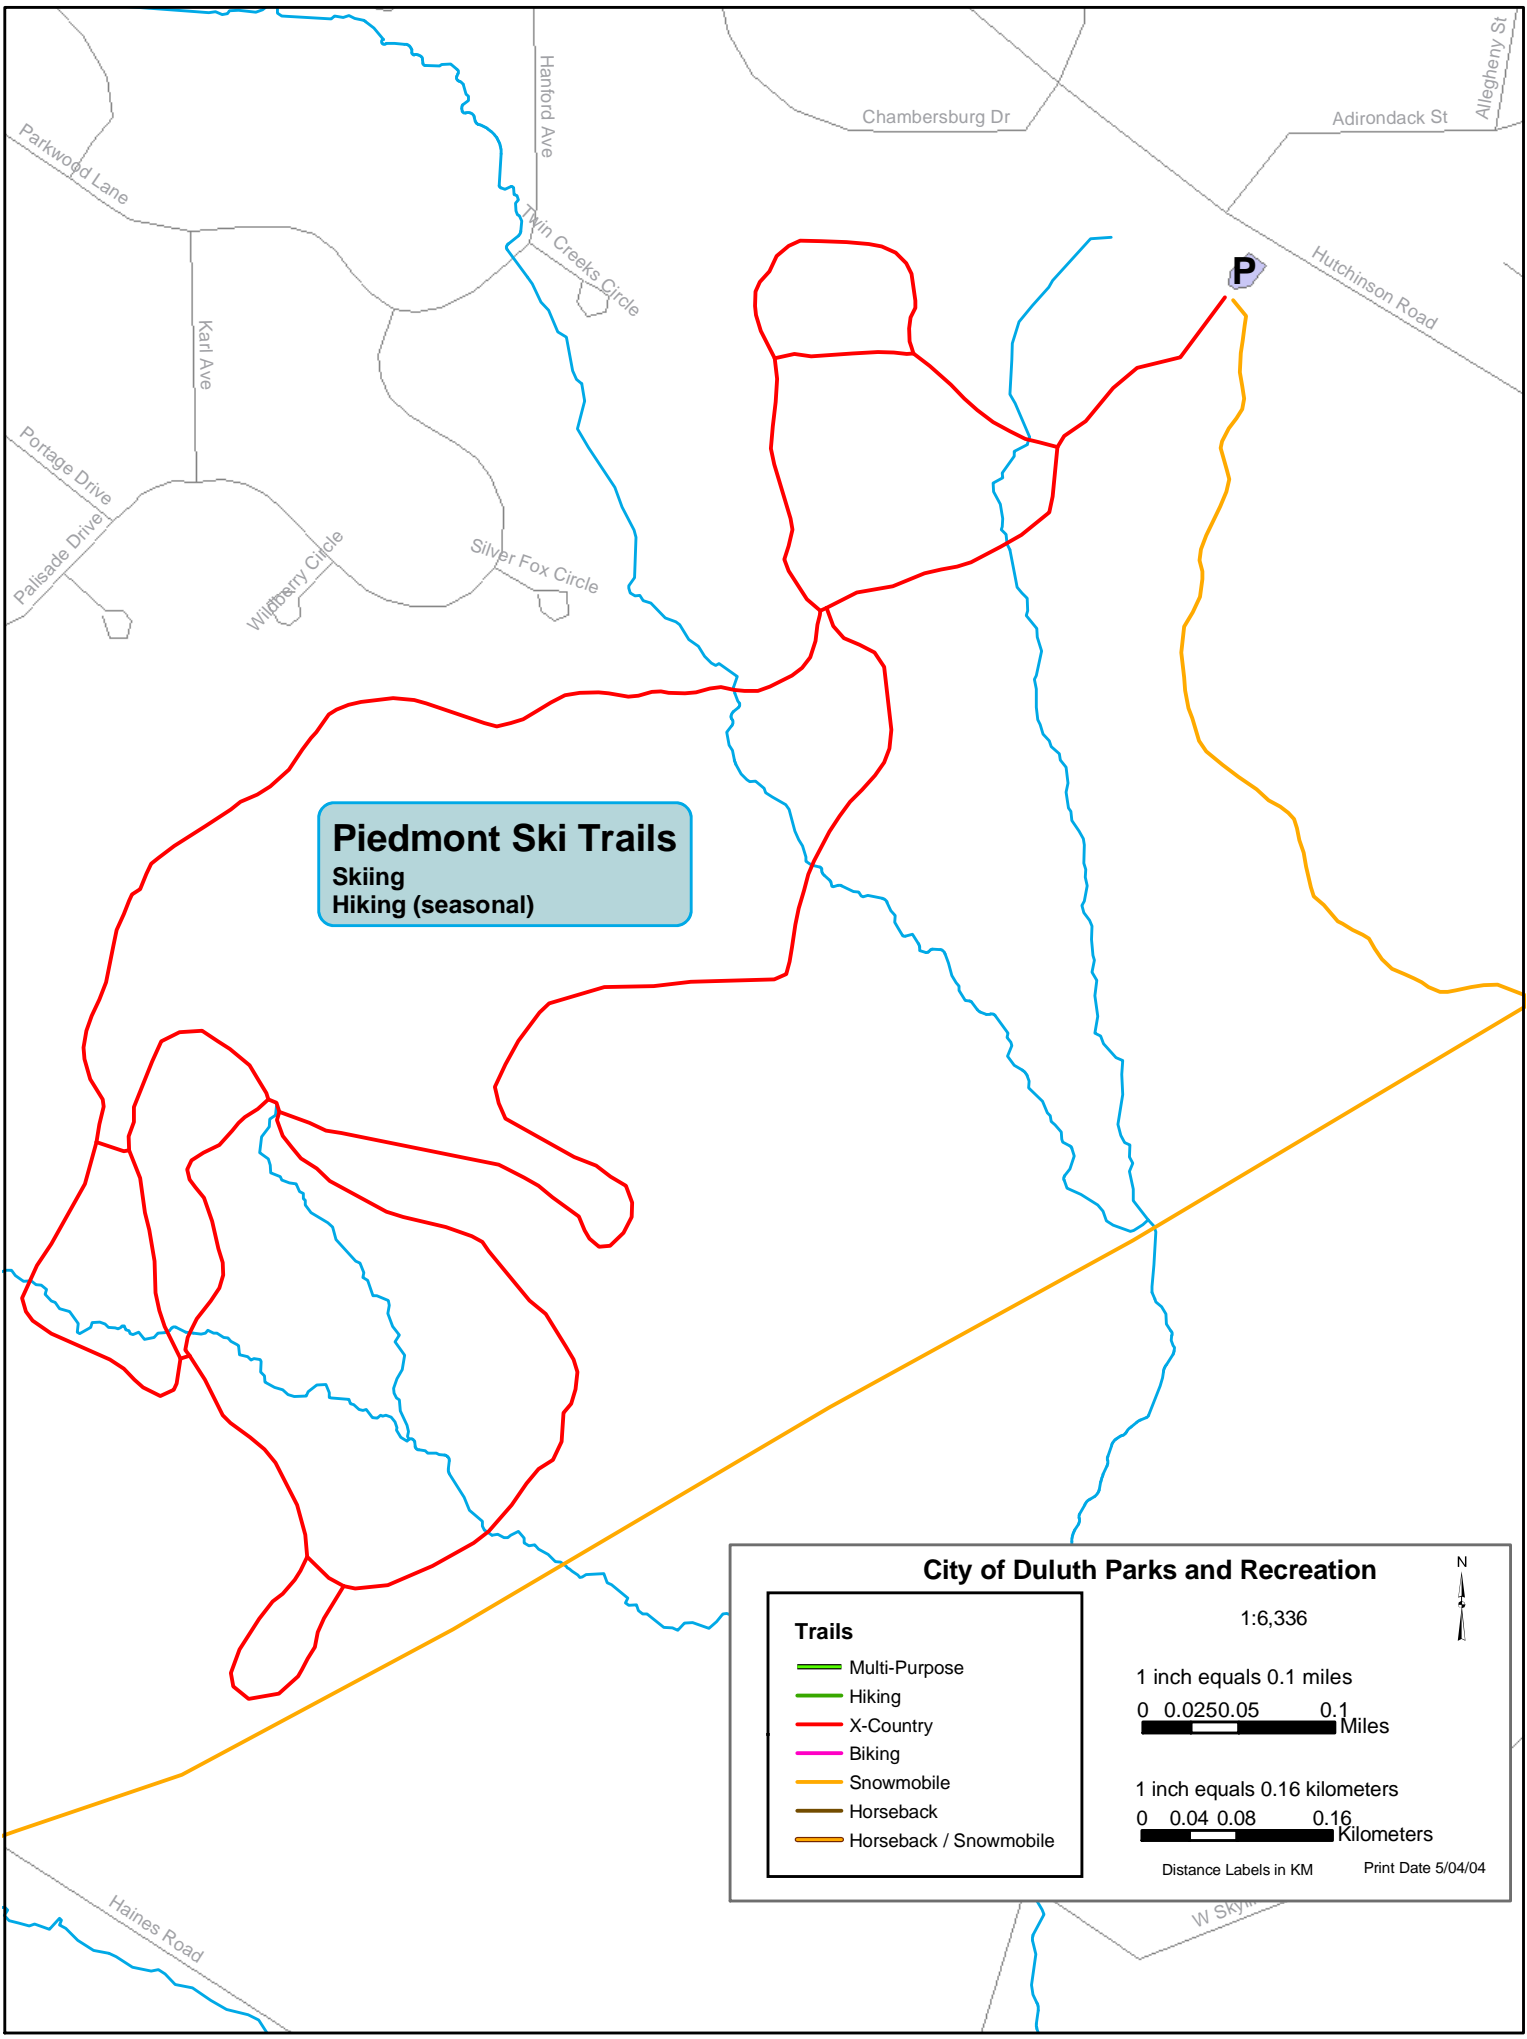 Hanford Ave
Chambersburg Dr
Adirondack St
Allegheny St
Parkwood Lane
Twin Creeks Circle
P
Hutchinson Road
Karl Ave
Portage Drive
Palisade Drive
Wildberry Circle
Silver Fox Circle
Piedmont Ski Trails
Skiing
Hiking (seasonal)
City of Duluth Parks and Recreation
N
1:6,336
Trails
Multi-Purpose
Hiking
X-Country
Biking
Snowmobile
Horseback
Horseback / Snowmobile
1 inch equals 0.1 miles
0 0.025 0.05 0.1
Miles
1 inch equals 0.16 kilometers
0 0.04 0.08 0.16
Kilometers
Distance Labels in KM
Print Date 5/04/04
Haines Road
W